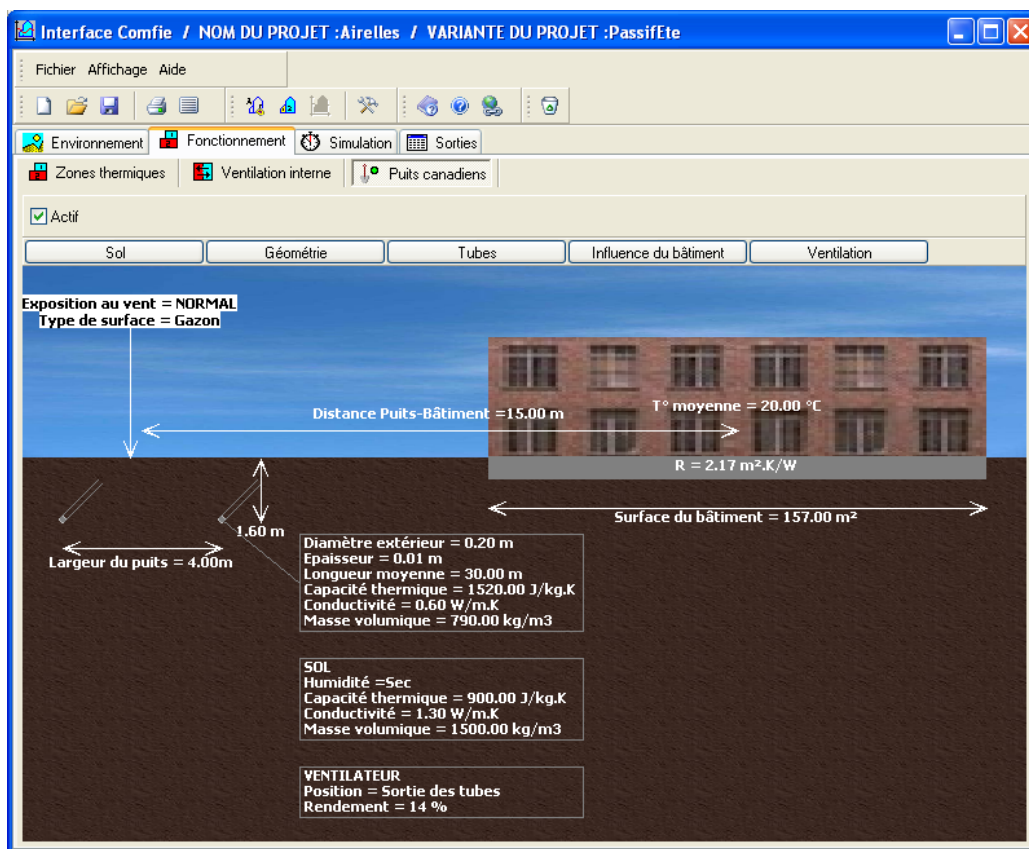 Interface Comfie / NOM DU PROJET :Airelles / VARIANTE DU PROJET :PassifEte
Fichier Affichage Aide
Environnement Fonctionnement Simulation Sorties
Zones thermiques Ventilation interne Puits canadiens
Actif
Sol Géométrie Tubes Influence du bâtiment Ventilation
Exposition au vent = NORMAL
Type de surface = Gazon
Distance Puits-Bâtiment =15.00 m
T° moyenne = 20.00 °C
R = 2.17 m².K/W
Surface du bâtiment = 157.00 m²
1.60 m
Largeur du puits = 4.00m
Diamètre extérieur = 0.20 m
Epaisseur = 0.01 m
Longueur moyenne = 30.00 m
Capacité thermique = 1520.00 J/kg.K
Conductivité = 0.60 W/m.K
Masse volumique = 790.00 kg/m3
SOL
Humidité =Sec
Capacité thermique = 900.00 J/kg.K
Conductivité = 1.30 W/m.K
Masse volumique = 1500.00 kg/m3
VENTILATEUR
Position = Sortie des tubes
Rendement = 14 %